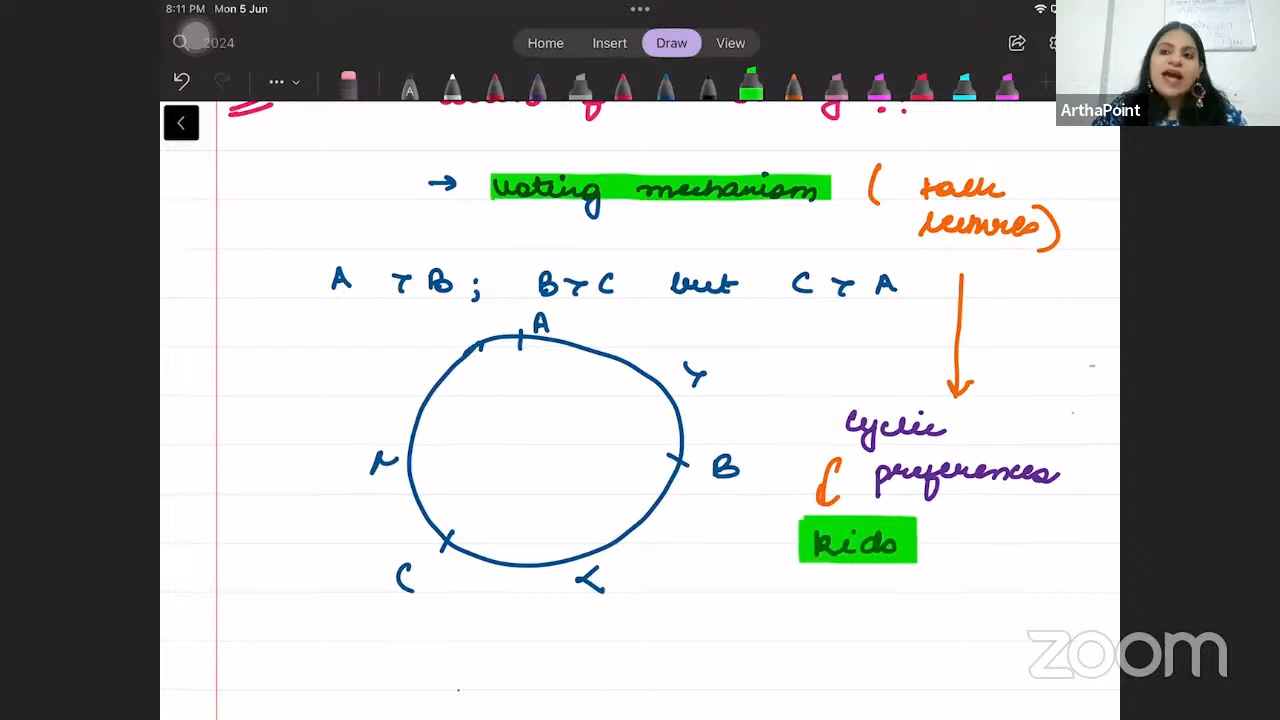 8:11 PM Mon 5 Jun
2024
Home Insert Draw View
A
ArthaPoint
→ Voting mechanism ( talk
lectures)
A ≻ B ; B ≻ C but C ≻ A
A
≻
B
C
≺
cyclic
preferences
kids
zoom